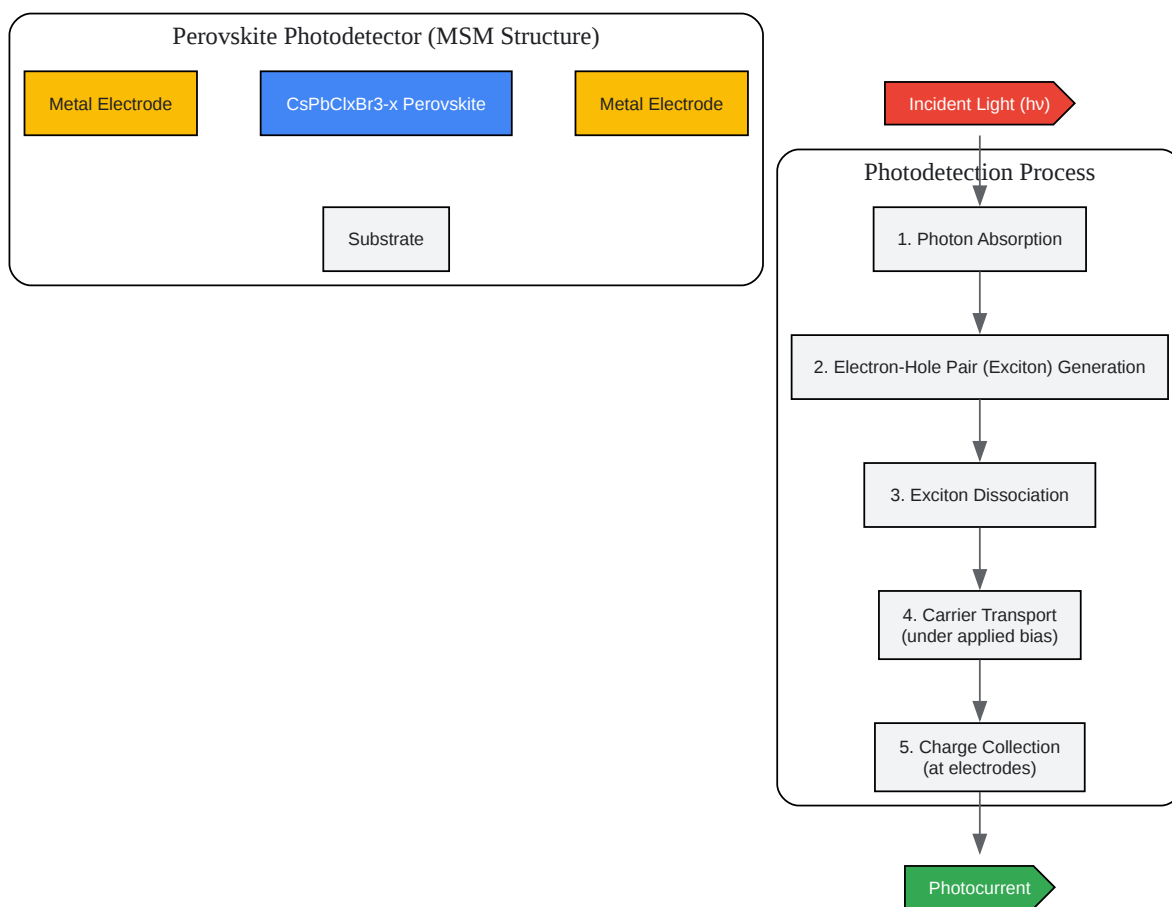 Perovskite Photodetector (MSM Structure)
Metal Electrode
CsPbClxBr3-x Perovskite
Metal Electrode
Substrate
Incident Light (hν)
Photodetection Process
1. Photon Absorption
2. Electron-Hole Pair (Exciton) Generation
3. Exciton Dissociation
4. Carrier Transport
(under applied bias)
5. Charge Collection
(at electrodes)
Photocurrent